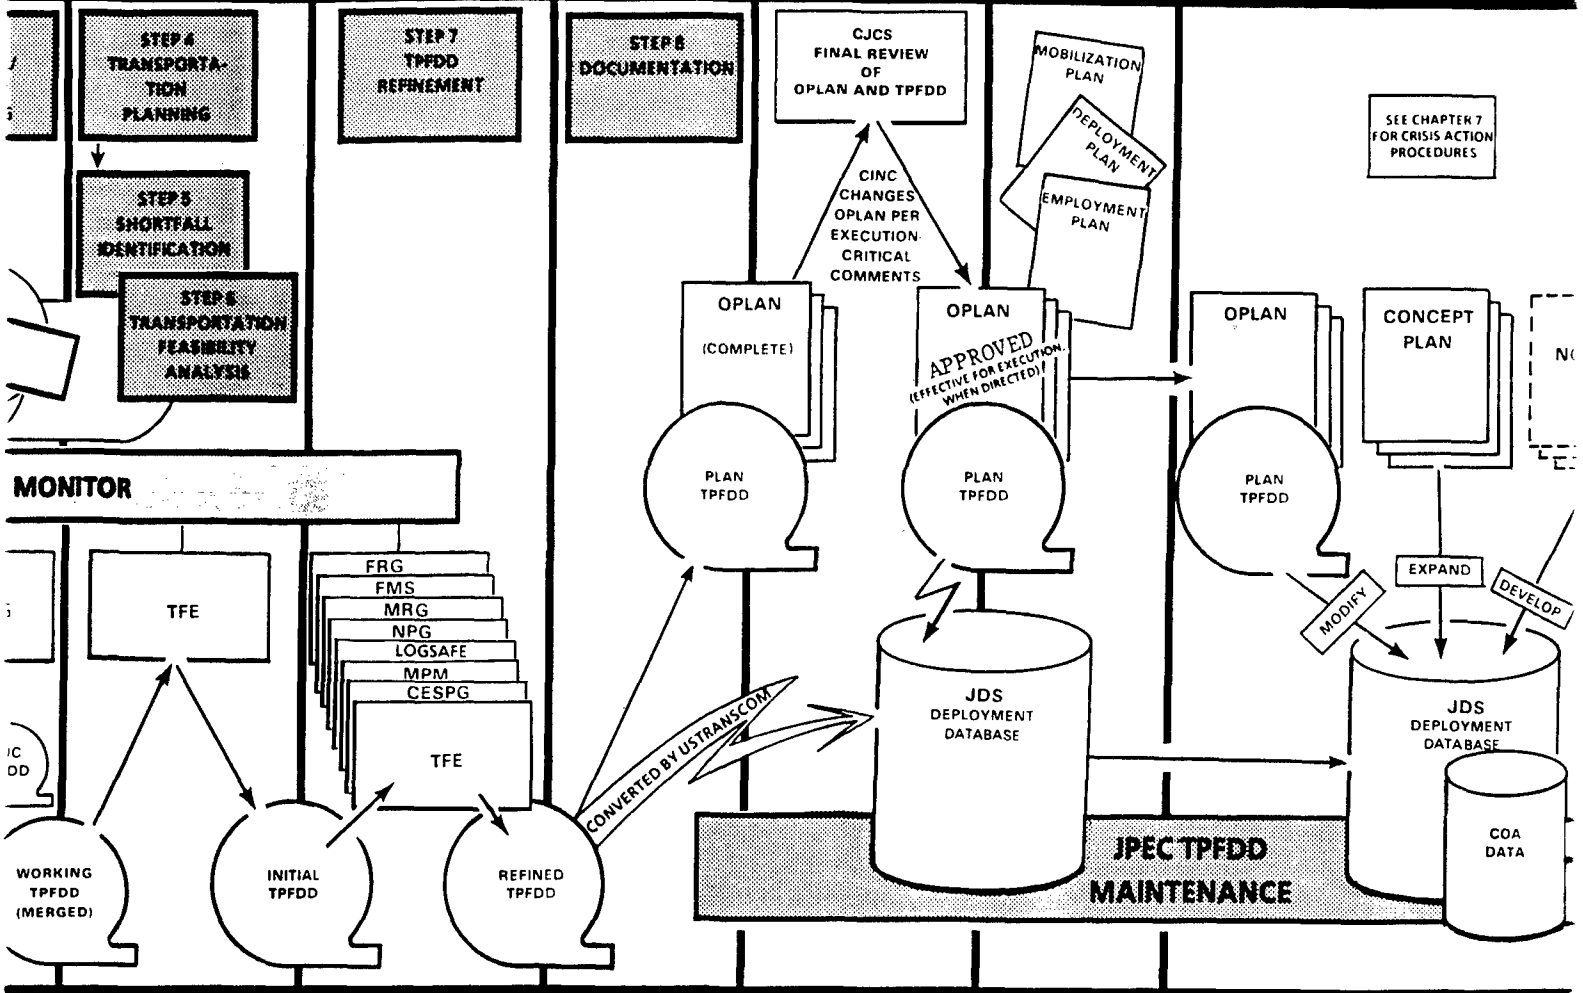 STEP 4
TRANSPORTA-
TION
PLANNING
STEP 5
SHORTFALL
IDENTIFICATION
STEP 6
TRANSPORTATION
FEASIBILITY
ANALYSIS
STEP 7
TPFDD
REFINEMENT
STEP 8
DOCUMENTATION
CJCS
FINAL REVIEW
OF
OPLAN AND TPFDD
CINC
CHANGES
OPLAN PER
EXECUTION-
CRITICAL
COMMENTS
MOBILIZATION
PLAN
DEPLOYMENT
PLAN
EMPLOYMENT
PLAN
SEE CHAPTER 7
FOR CRISIS ACTION
PROCEDURES
OPLAN
(COMPLETE)
PLAN
TPFDD
OPLAN
APPROVED
(EFFECTIVE FOR EXECUTION,
WHEN DIRECTED)
PLAN
TPFDD
OPLAN
PLAN
TPFDD
CONCEPT
PLAN
MONITOR
TFE
FRG
FMS
MRG
NPG
LOGSAFE
MPM
CESPG
TFE
MODIFY
EXPAND
DEVELOP
CONVERTED BY USTRANSCOM
JDS
DEPLOYMENT
DATABASE
JDS
DEPLOYMENT
DATABASE
COA
DATA
JPEC TPFDD
MAINTENANCE
WORKING
TPFDD
(MERGED)
INITIAL
TPFDD
REFINED
TPFDD